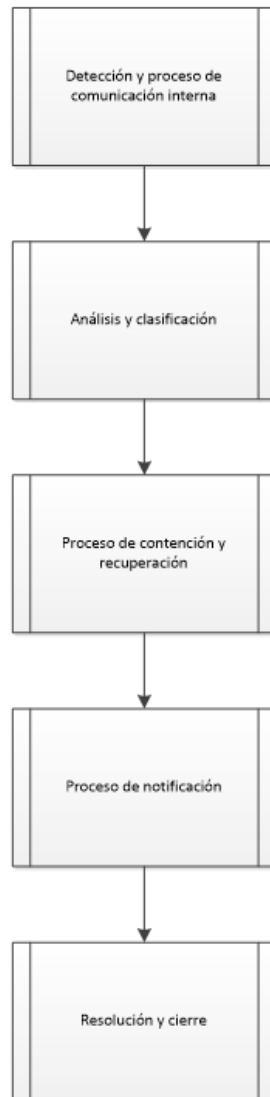 Detección y proceso de
comunicación interna
Análisis y clasificación
Proceso de contención y
recuperación
Proceso de notificación
Resolución y cierre